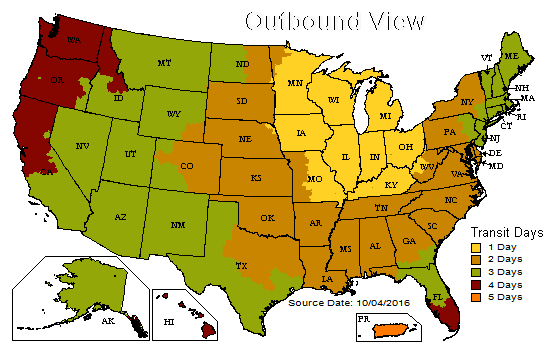 Outbound View
WA
OR
CA
NV
ID
MT
WY
UT
AZ
CO
NM
ND
SD
NE
KS
OK
TX
MN
IA
MO
AR
LA
WI
IL
MI
IN
OH
KY
TN
MS
AL
GA
FL
SC
NC
VA
WV
PA
NY
VT
ME
NH
MA
RI
CT
NJ
DE
MD
AK
HI
PR
Transit Days
1 Day
2 Days
3 Days
4 Days
5 Days
Source Date: 10/04/2016